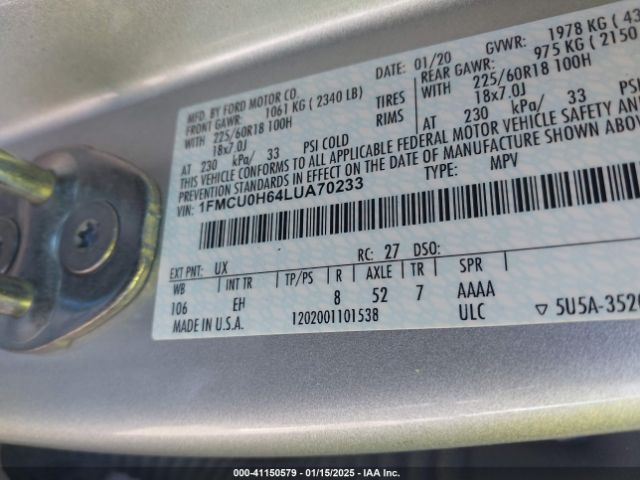 MFD. BY FORD MOTOR CO.
DATE: 01/20 GVWR: 1978 KG
FRONT GAWR: 1061 KG (2340 LB)
REAR GAWR: 975 KG (2150
WITH 225/60R18 100H TIRES WITH 225/60R18 100H
18x7.0J RIMS 18x7.0J
AT 230 kPa/ 33 PSI COLD AT 230 kPa/ 33
THIS VEHICLE CONFORMS TO ALL APPLICABLE FEDERAL MOTOR VEHICLE SAFETY AND
PREVENTION STANDARDS IN EFFECT ON THE DATE OF MANUFACTURE SHOWN ABOVE
VIN: 1FMCU0H64LUA70233 TYPE: MPV
EXT PNT: UX RC: 27 DSO:
WB INT TR TP/PS R AXLE TR SPR
106 EH 8 52 7 AAAA
MADE IN U.S.A. 1202001101538 ULC ▽ 5U5A-3520
000-41150579 - 01/15/2025 - IAA Inc.